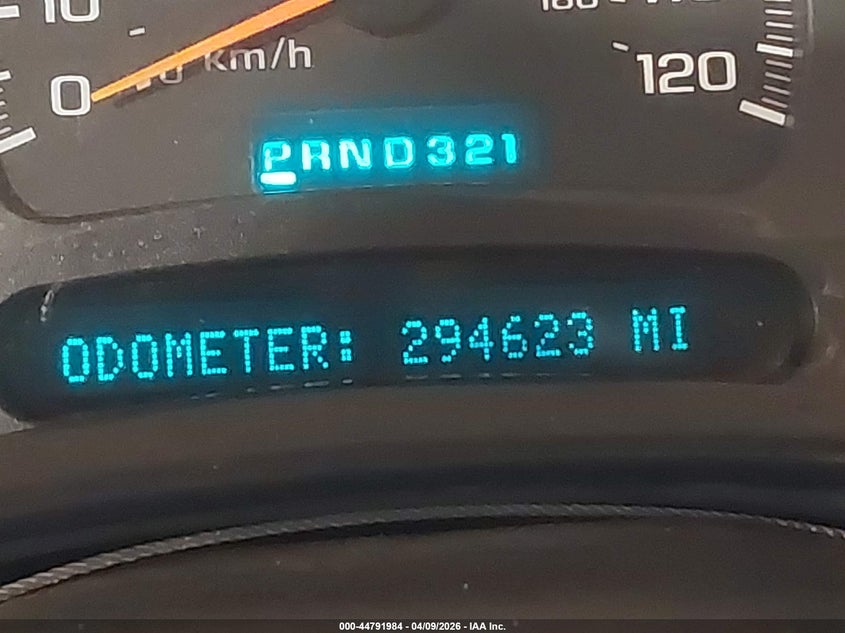 10
0
km/h
120
PRND321
ODOMETER: 294623 MI
000-44791984 - 04/09/2026 - IAA Inc.